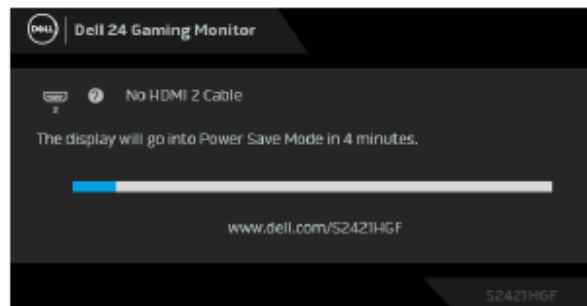 DELL Dell 24 Gaming Monitor
? No HDMI 2 Cable
2
The display will go into Power Save Mode in 4 minutes.
www.dell.com/S2421HGF
S2421HGF